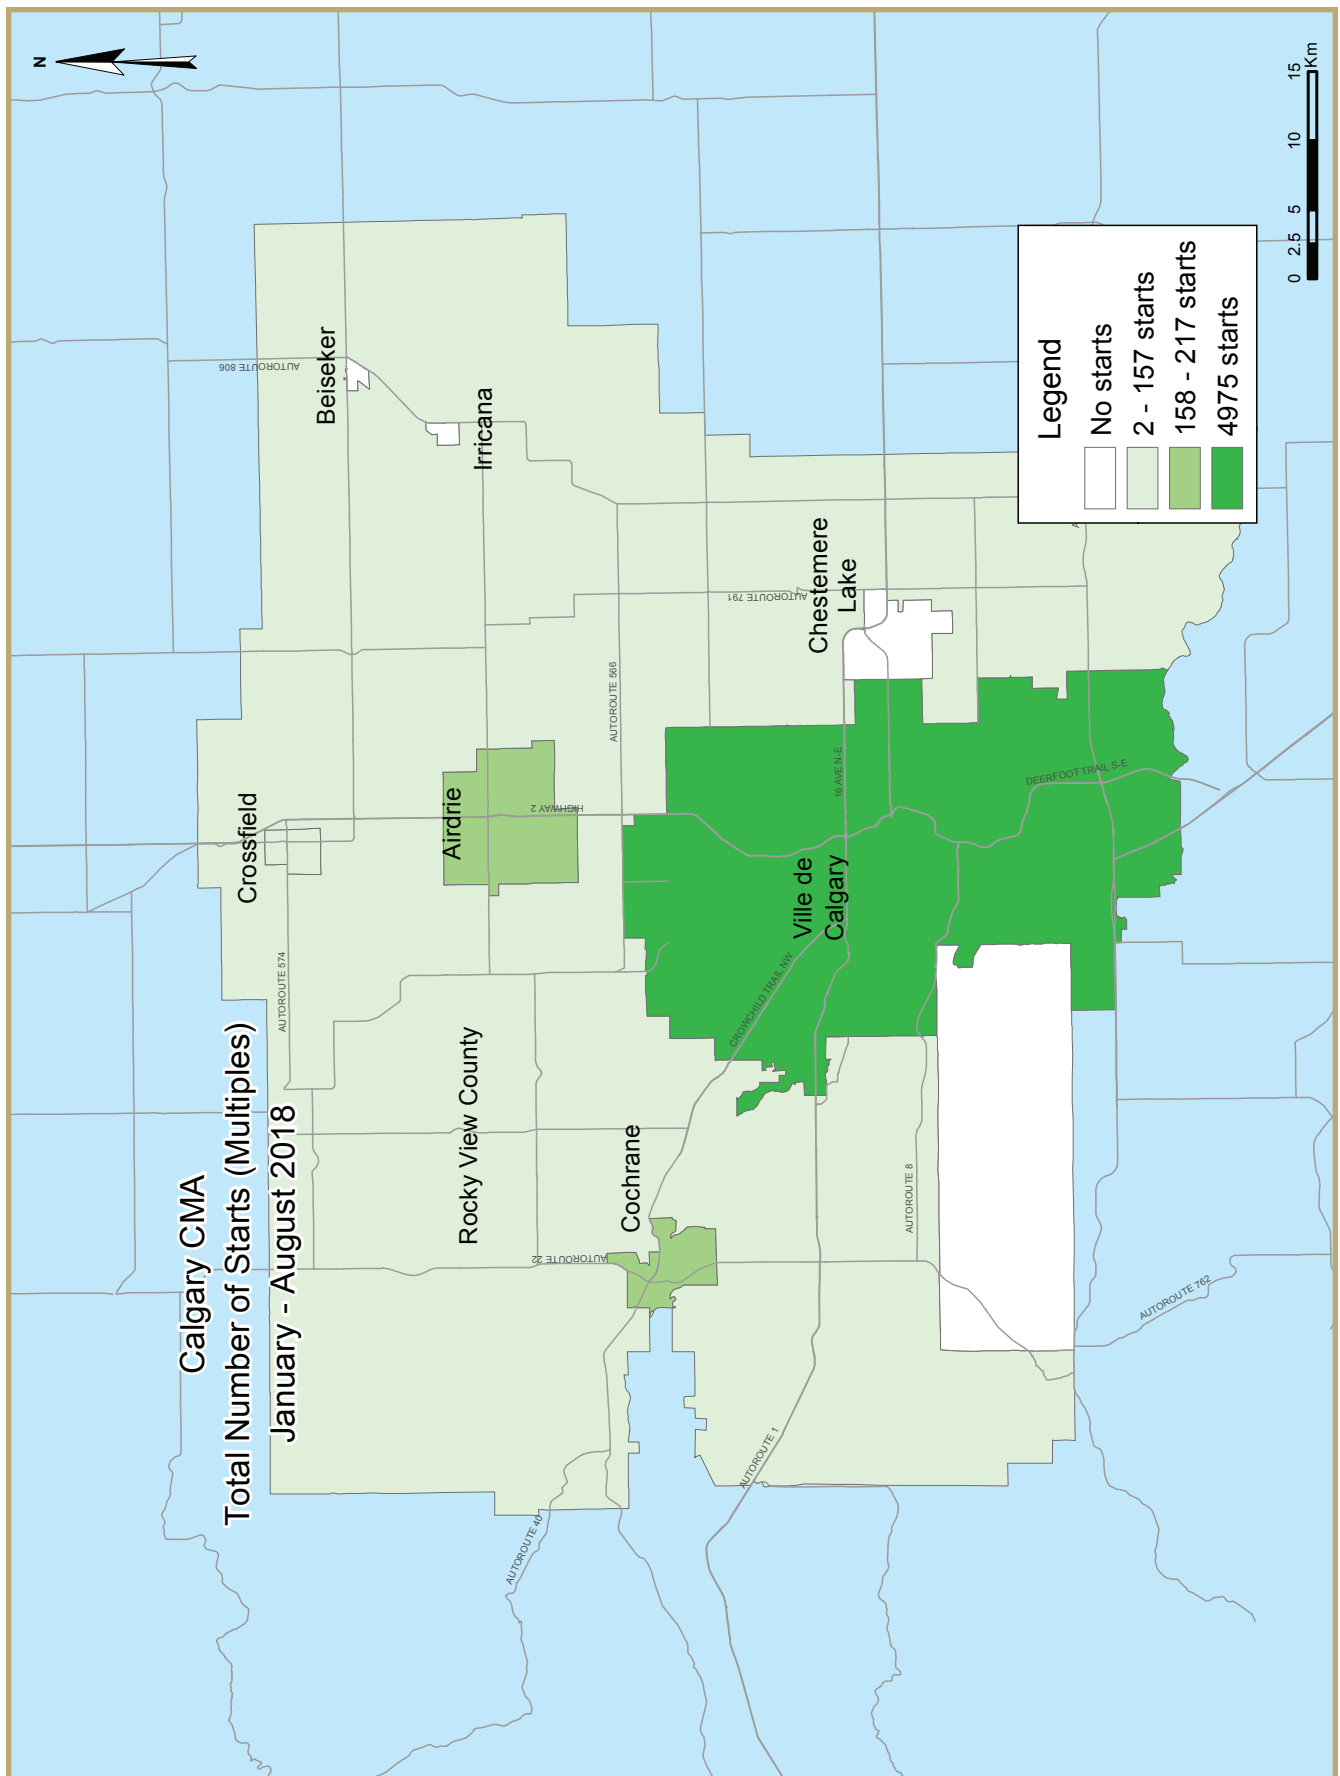 Calgary CMA
Total Number of Starts (Multiples)
January - August 2018
N
Crossfield
Beiseker
AUTOROUTE 806
AUTOROUTE 574
Irricana
Airdrie
HIGHWAY 2
Rocky View County
AUTOROUTE 566
Cochrane
AUTOROUTE 22
AUTOROUTE 40
AUTOROUTE 791
Chestemere
Lake
CROWCHILD TRAIL NW
16 AVE N-E
Ville de
Calgary
AUTOROUTE 1
AUTOROUTE 8
DEERFOOT TRAIL S-E
AUTOROUTE 762
Legend
No starts
2 - 157 starts
158 - 217 starts
4975 starts
0 2.5 5 10 15
Km